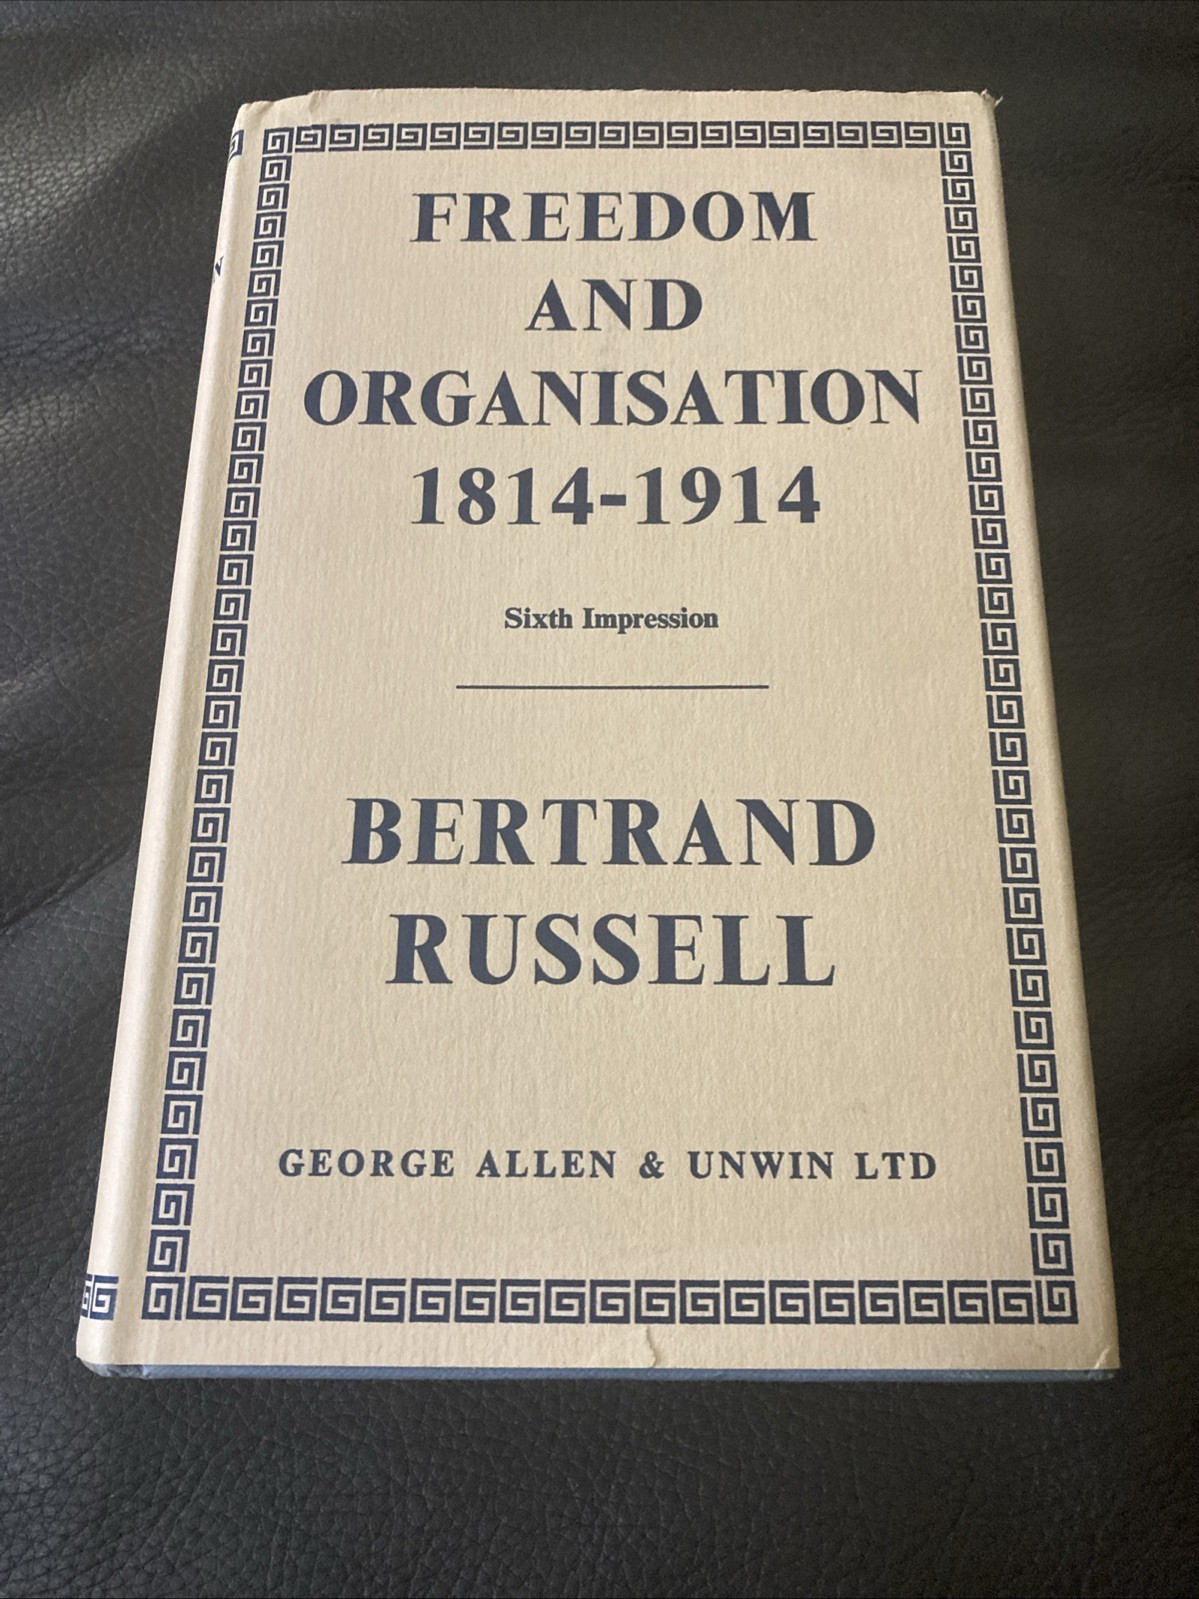 FREEDOM
AND
ORGANISATION
1814-1914
Sixth Impression
BERTRAND
RUSSELL
GEORGE ALLEN & UNWIN LTD